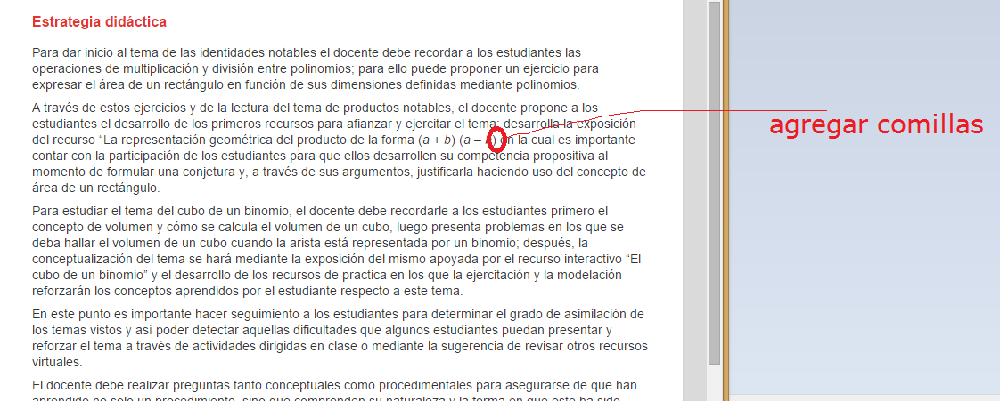 Estrategia didáctica
Para dar inicio al tema de las identidades notables el docente debe recordar a los estudiantes las
operaciones de multiplicación y división entre polinomios; para ello puede proponer un ejercicio para
expresar el área de un rectángulo en función de sus dimensiones definidas mediante polinomios.
A través de estos ejercicios y de la lectura del tema de productos notables, el docente propone a los
estudiantes el desarrollo de los primeros recursos para afianzar y ejercitar el tema: desarrolla la exposición
del recurso “La representación geométrica del producto de la forma (a + b) (a – b) en la cual es importante
contar con la participación de los estudiantes para que ellos desarrollen su competencia propositiva al
momento de formular una conjetura y, a través de sus argumentos, justificarla haciendo uso del concepto de
área de un rectángulo.
agregar comillas
Para estudiar el tema del cubo de un binomio, el docente debe recordarle a los estudiantes primero el
concepto de volumen y cómo se calcula el volumen de un cubo, luego presenta problemas en los que se
deba hallar el volumen de un cubo cuando la arista está representada por un binomio; después, la
conceptualización del tema se hará mediante la exposición del mismo apoyada por el recurso interactivo “El
cubo de un binomio” y el desarrollo de los recursos de practica en los que la ejercitación y la modelación
reforzarán los conceptos aprendidos por el estudiante respecto a este tema.
En este punto es importante hacer seguimiento a los estudiantes para determinar el grado de asimilación de
los temas vistos y así poder detectar aquellas dificultades que algunos estudiantes puedan presentar y
reforzar el tema a través de actividades dirigidas en clase o mediante la sugerencia de revisar otros recursos
virtuales.
El docente debe realizar preguntas tanto conceptuales como procedimentales para asegurarse de que han
aprendido no solo un procedimiento, sino que comprenden su naturaleza y la forma en que este ha sido